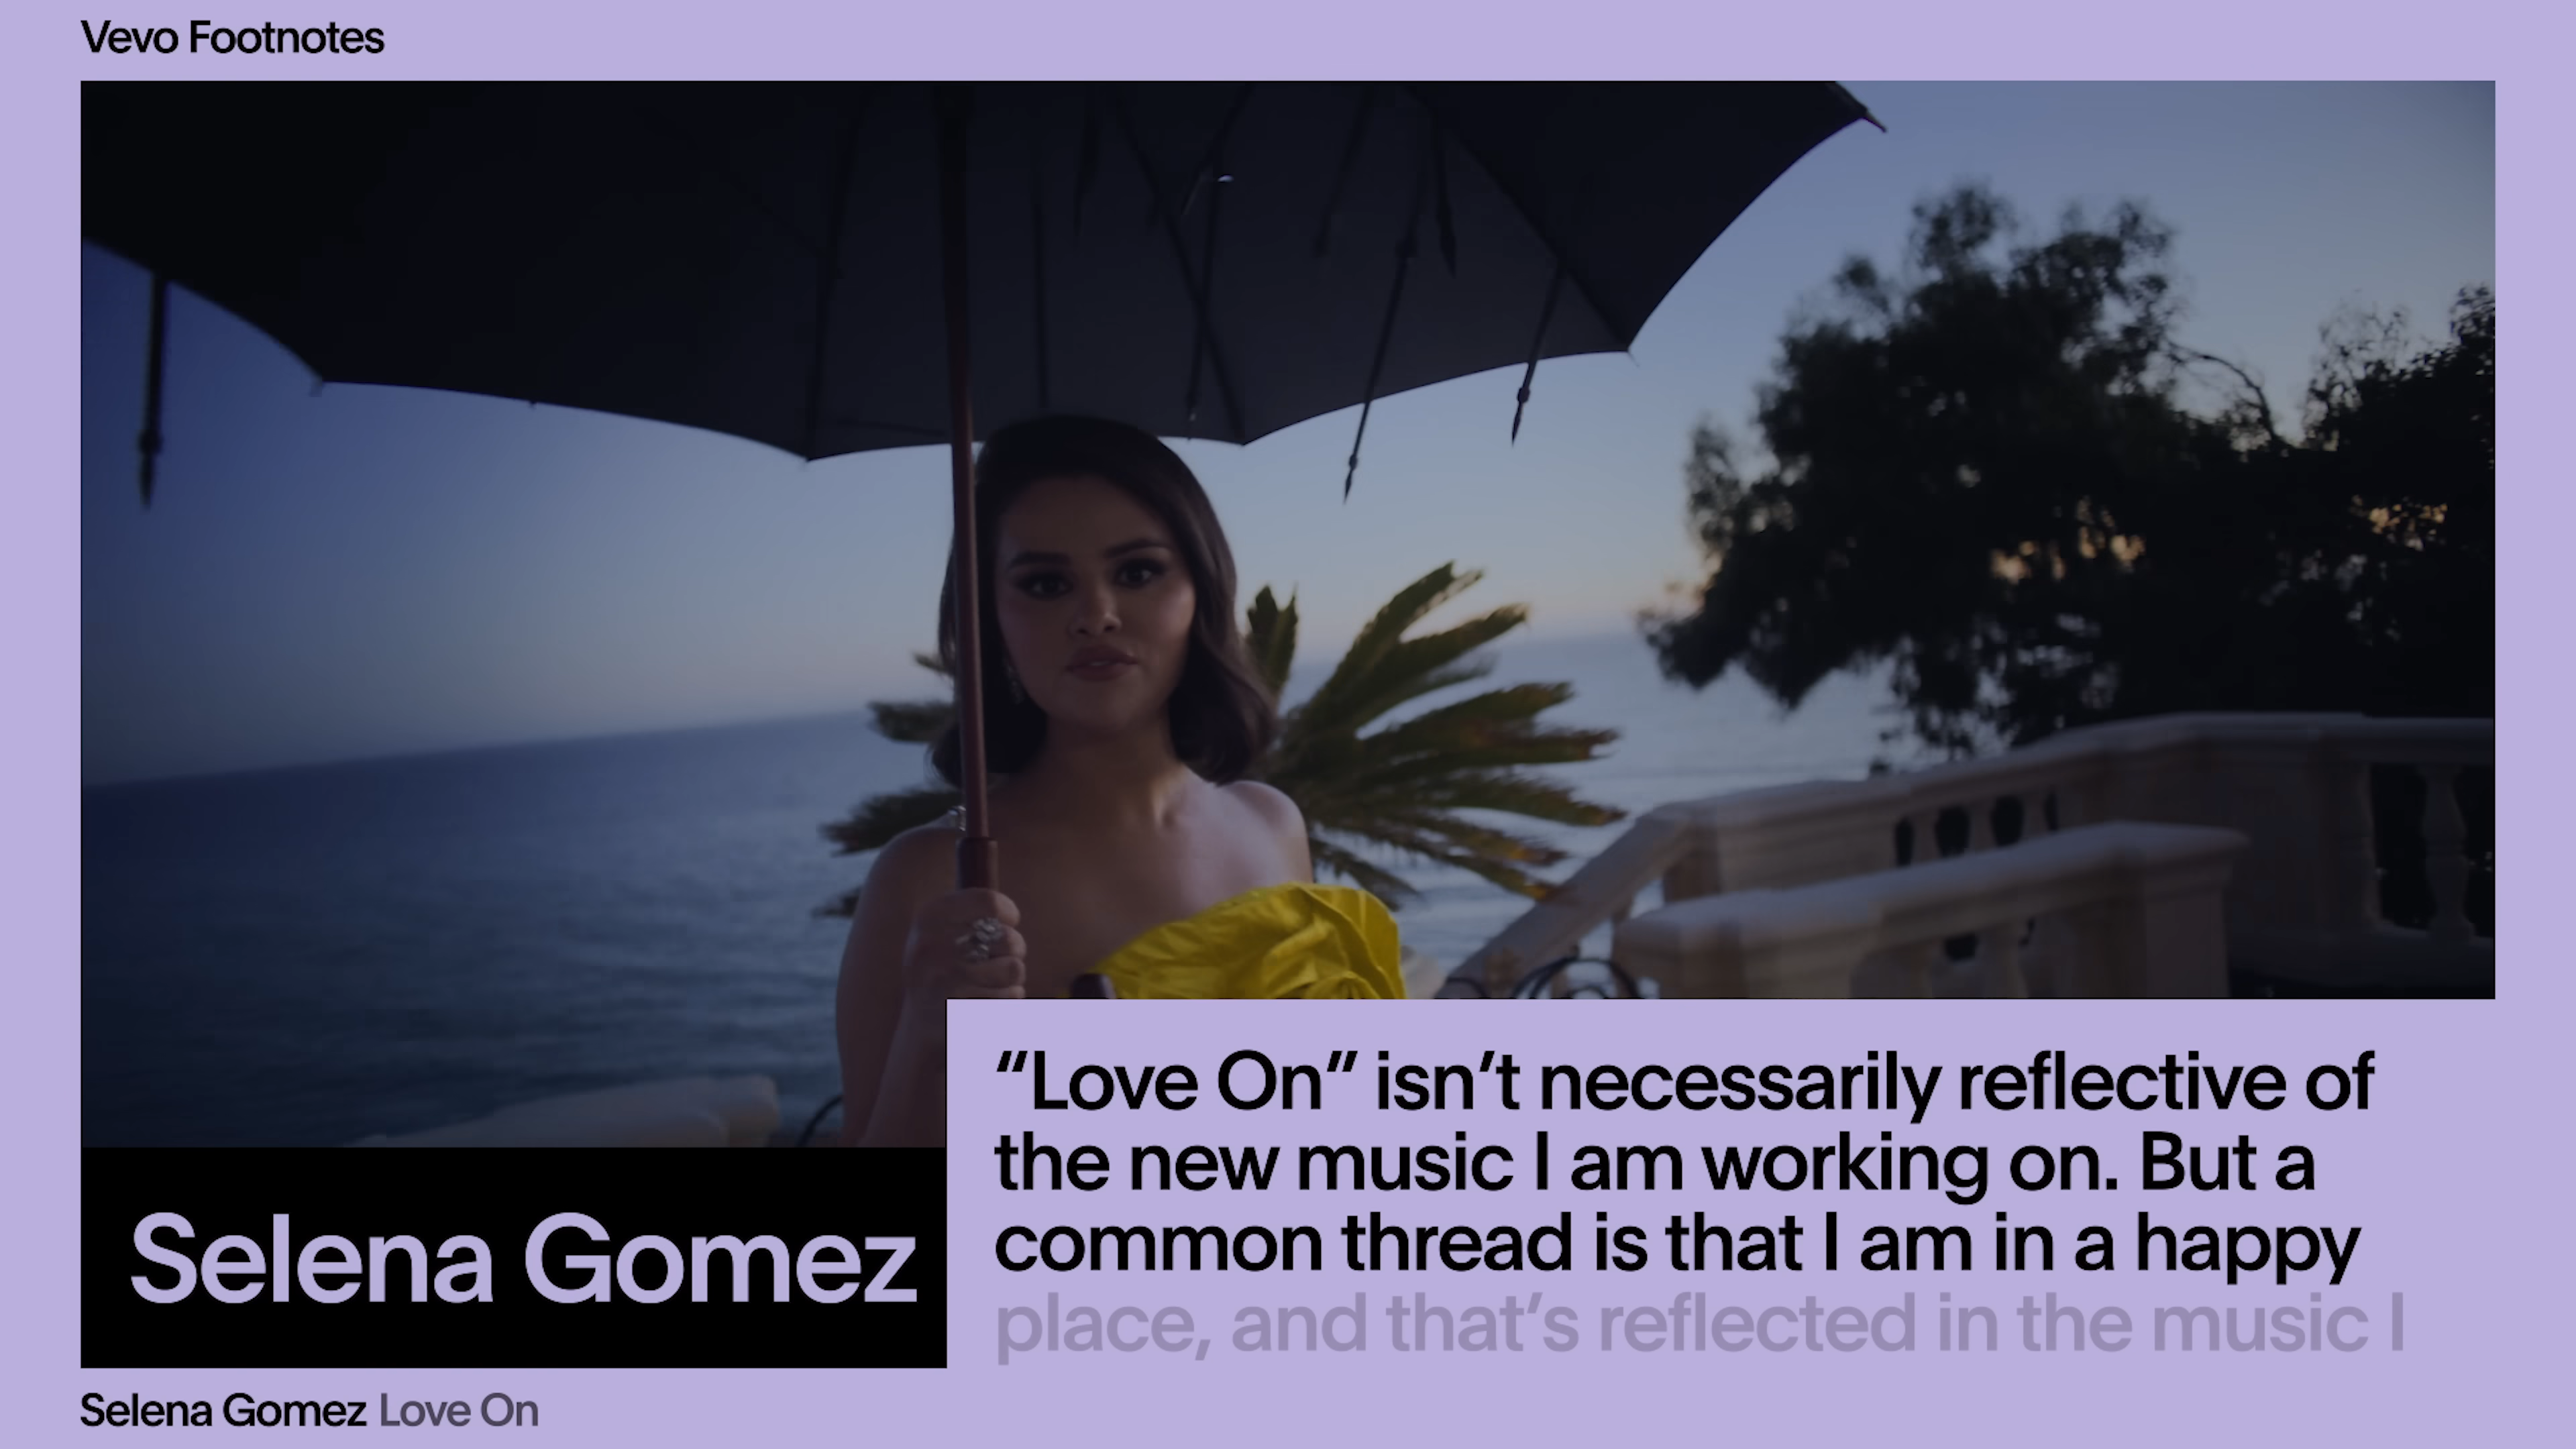 Vevo Footnotes
“Love On” isn’t necessarily reflective of
the new music I am working on. But a
common thread is that I am in a happy
place, and that’s reflected in the music I
Selena Gomez
Selena Gomez Love On